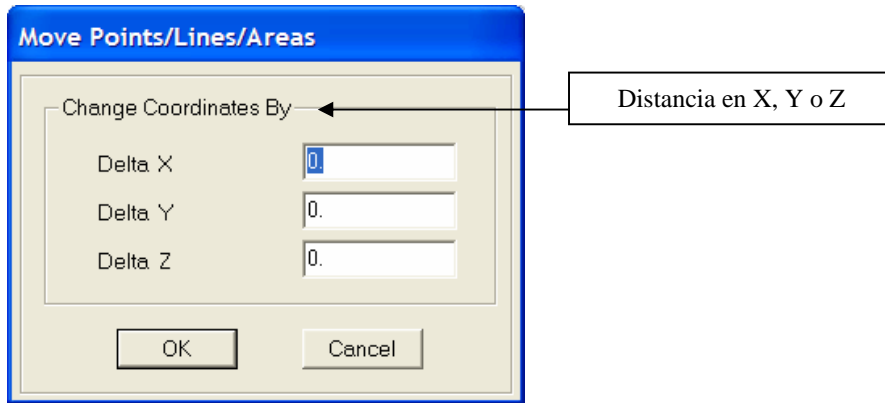 Move Points/Lines/Areas
Change Coordinates By
Distancia en X, Y o Z
Delta X
0.
Delta Y
0.
Delta Z
0.
OK
Cancel